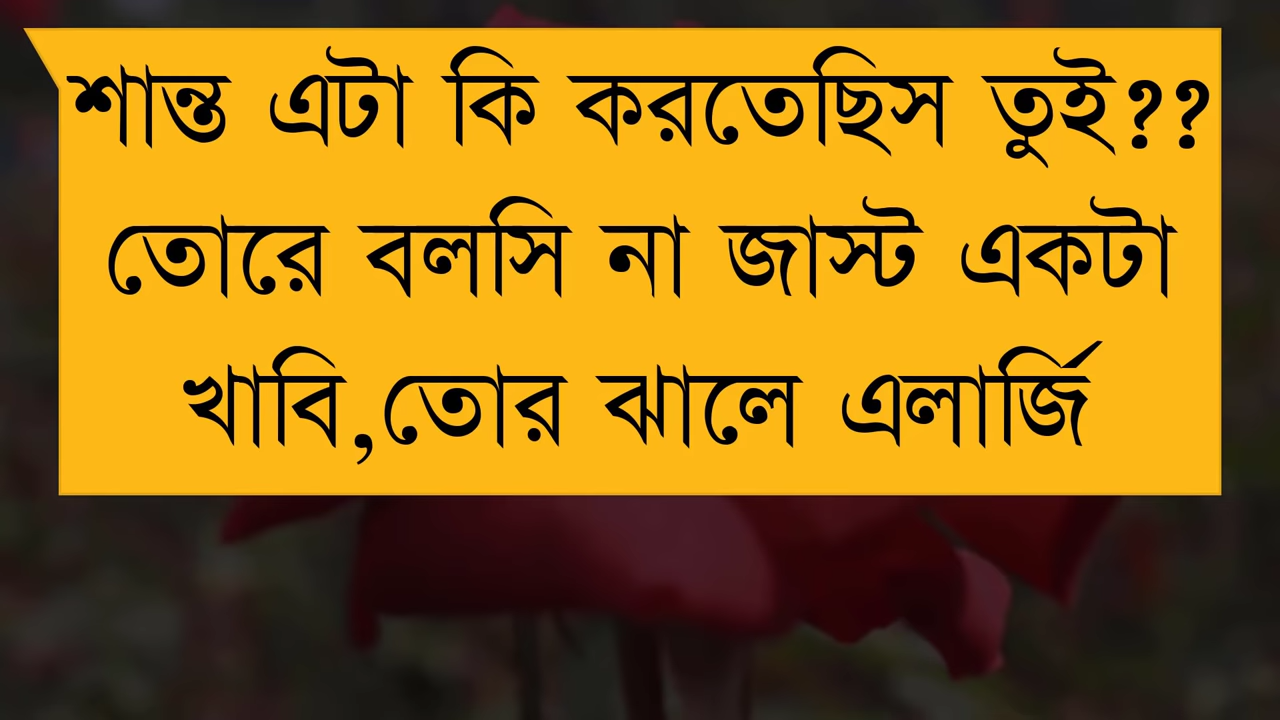 শান্ত এটা কি করতেছিস তুই??
তোরে বলসি না জাস্ট একটা
খাবি,তোর ঝালে এলার্জি